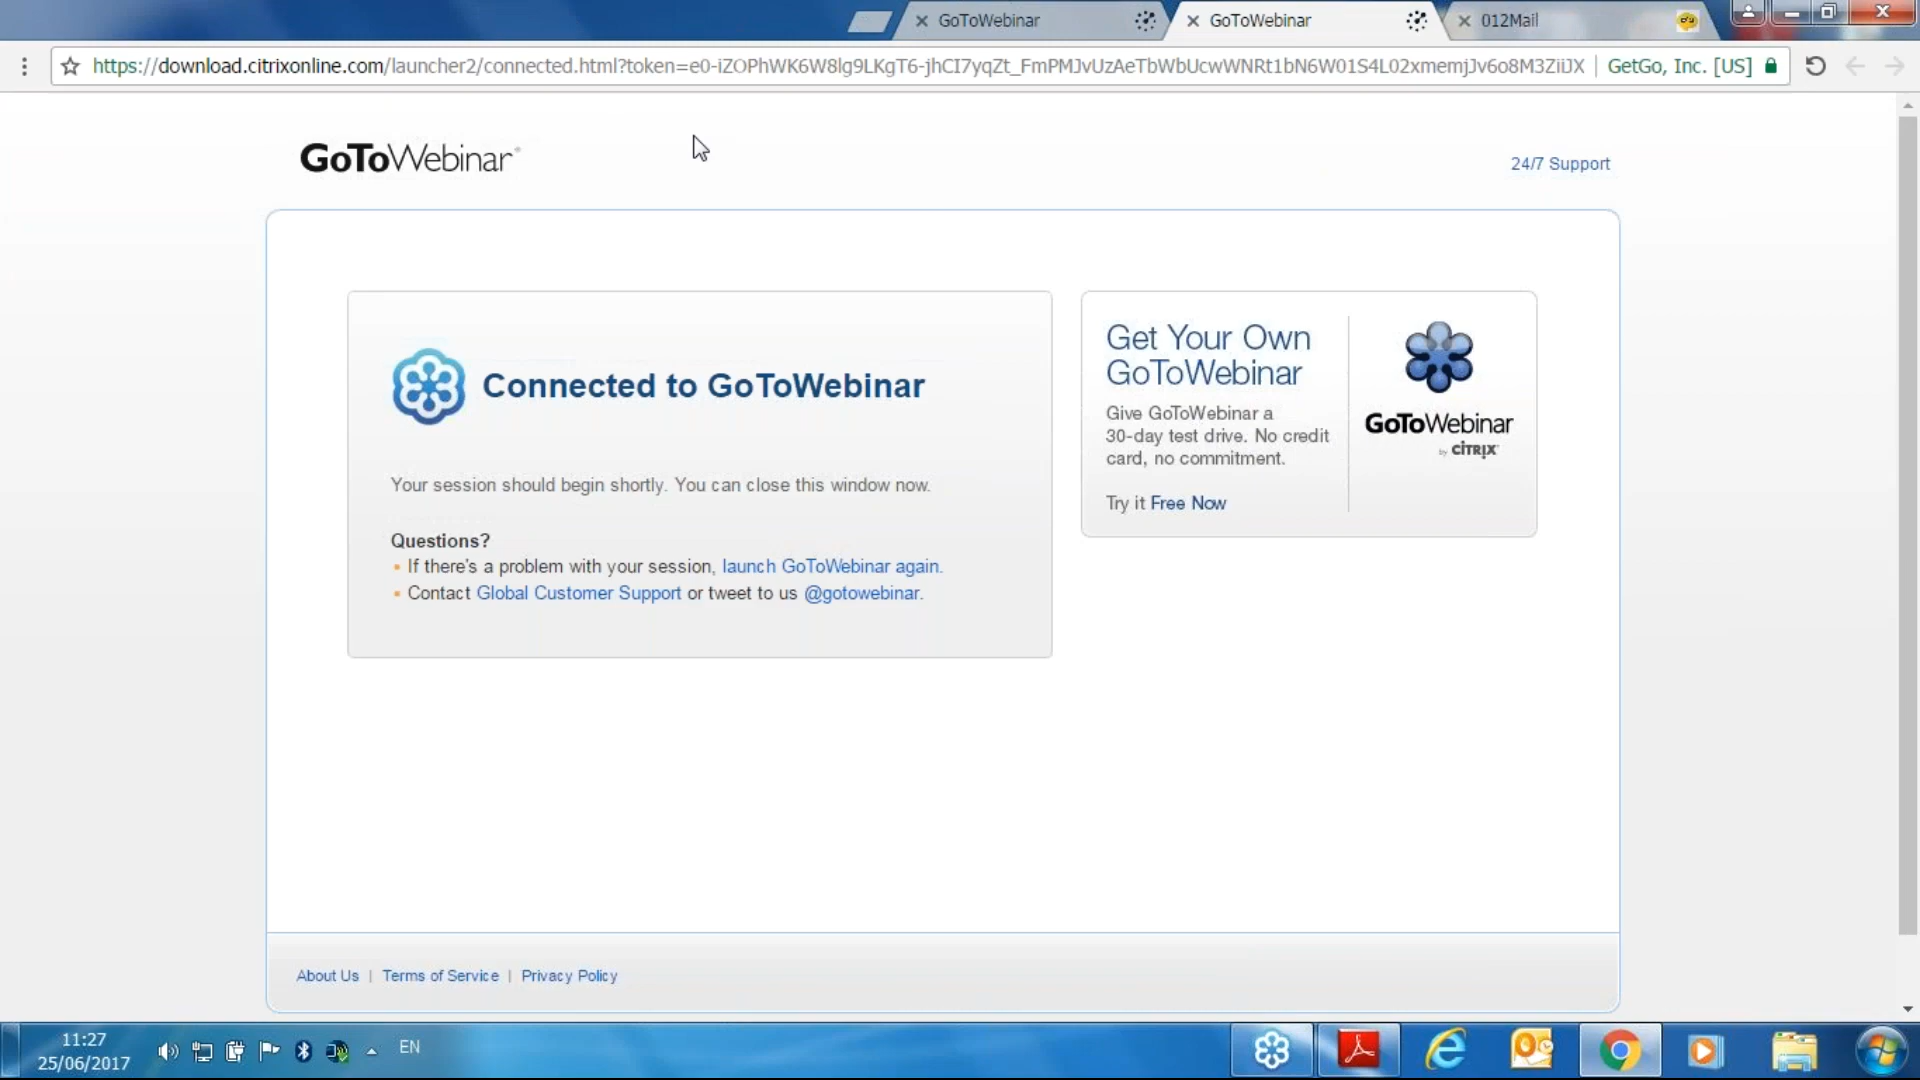 GoToWebinar
GoToWebinar
012Mail
https://download.citrixonline.com/launcher2/connected.html?token=e0-iZOPhWK6W8lg9LKgT6-jhCI7yqZt_FmPMJvUzAeTbWbUcwWNRt1bN6W01S4L02xmemjJv6o8M3ZiiJX
GetGo, Inc. [US]
GoToWebinar
24/7 Support
Connected to GoToWebinar
Your session should begin shortly. You can close this window now.
Questions?
If there's a problem with your session, launch GoToWebinar again.
Contact Global Customer Support or tweet to us @gotowebinar.
Get Your Own
GoToWebinar
Give GoToWebinar a
30-day test drive. No credit
card, no commitment.
Try it Free Now
GoToWebinar
by CITRIX
About Us | Terms of Service | Privacy Policy
11:27
25/06/2017
EN